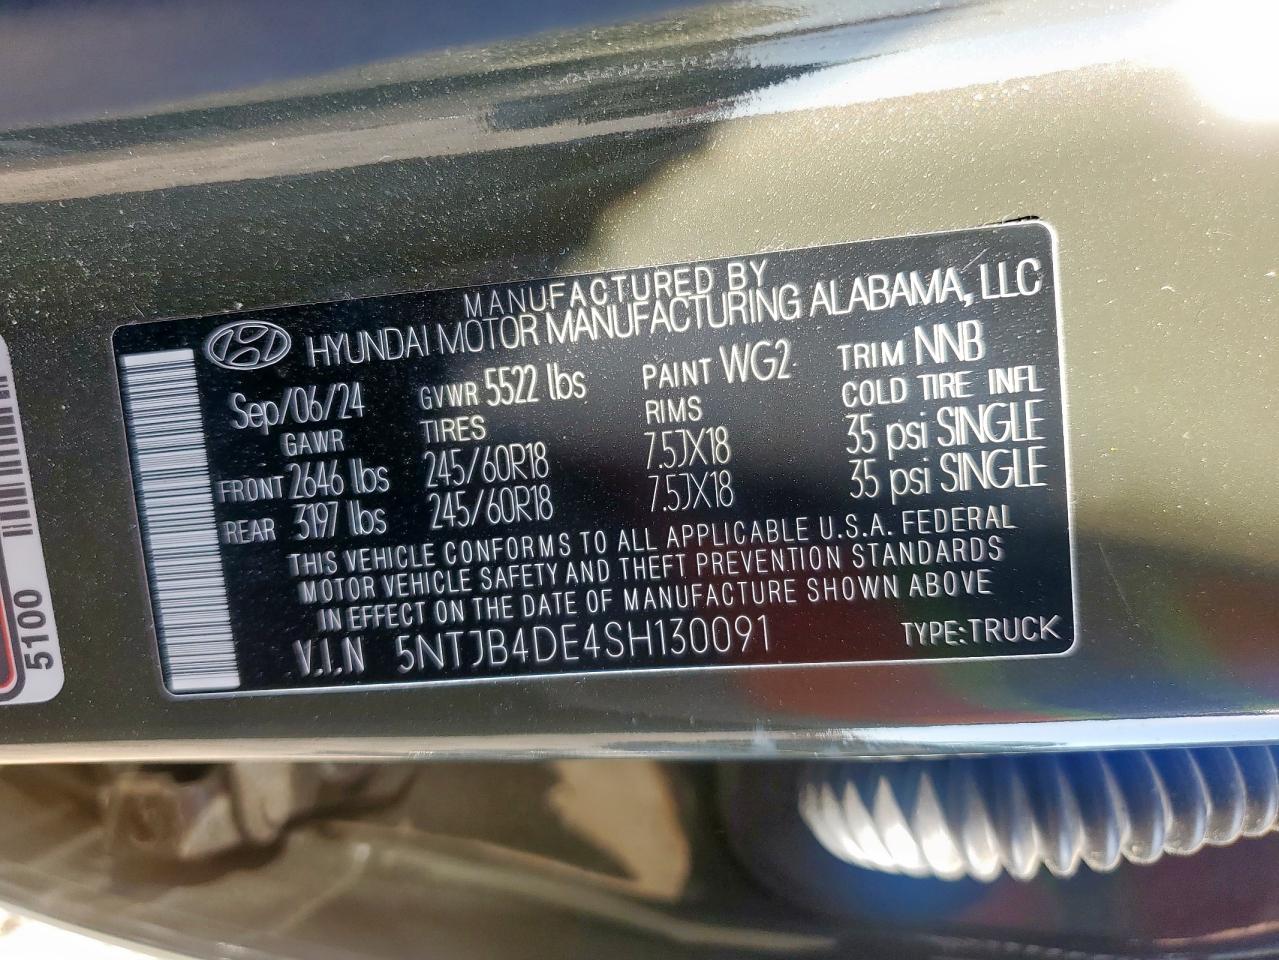 MANUFACTURED BY
HYUNDAI MOTOR MANUFACTURING ALABAMA, LLC
Sep/06/24 GVWR 5522 lbs PAINT WG2 TRIM NNB
GAWR TIRES RIMS COLD TIRE INFL
FRONT 2646 lbs 245/60R18 7.5JX18 35 psi SINGLE
REAR 3197 lbs 245/60R18 7.5JX18 35 psi SINGLE
THIS VEHICLE CONFORMS TO ALL APPLICABLE U.S.A. FEDERAL
MOTOR VEHICLE SAFETY AND THEFT PREVENTION STANDARDS
IN EFFECT ON THE DATE OF MANUFACTURE SHOWN ABOVE
V.I.N 5NTJB4DE4SH130091 TYPE:TRUCK
5100